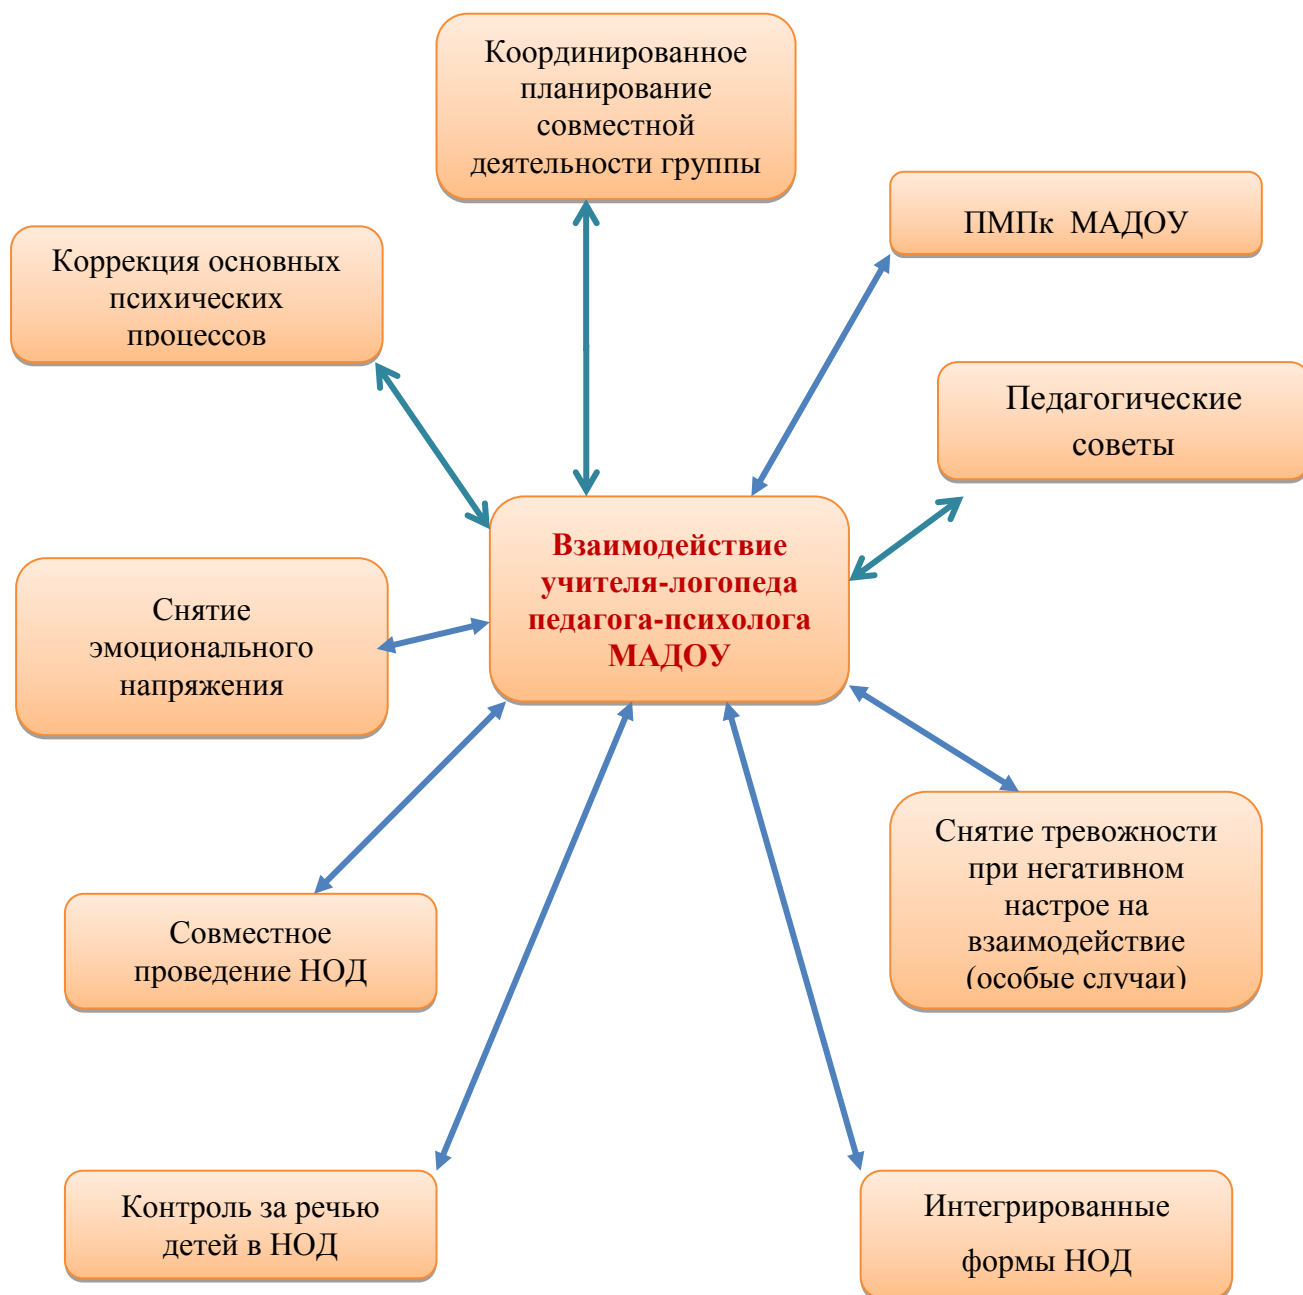 Координированное
планирование
совместной
деятельности группы
ПМПк МАДОУ
Коррекция основных
психических
процессов
Педагогические
советы
Взаимодействие
учителя-логопеда
педагога-психолога
МАДОУ
Снятие
эмоционального
напряжения
Снятие тревожности
при негативном
настрое на
взаимодействие
(особые случаи)
Совместное
проведение НОД
Контроль за речью
детей в НОД
Интегрированные
формы НОД